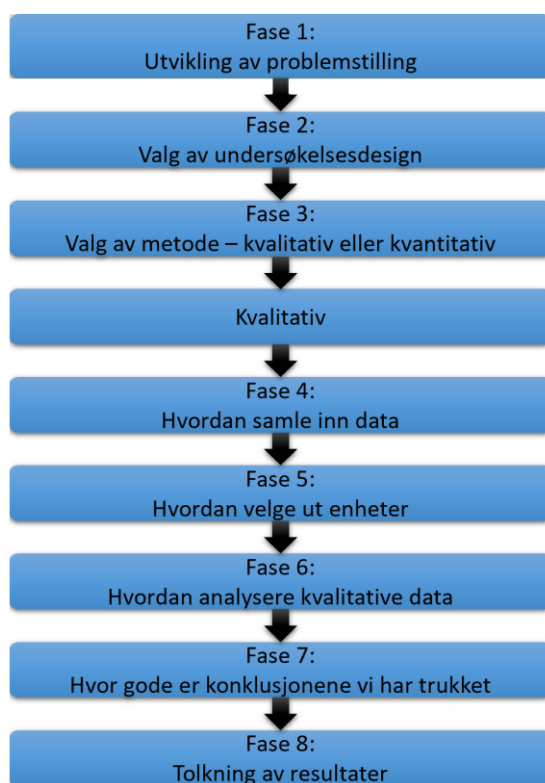 Fase 1:
Utvikling av problemstilling
Fase 2:
Valg av undersøkelsesdesign
Fase 3:
Valg av metode – kvalitativ eller kvantitativ
Kvalitativ
Fase 4:
Hvordan samle inn data
Fase 5:
Hvordan velge ut enheter
Fase 6:
Hvordan analysere kvalitative data
Fase 7:
Hvor gode er konklusjonene vi har trukket
Fase 8:
Tolkning av resultater